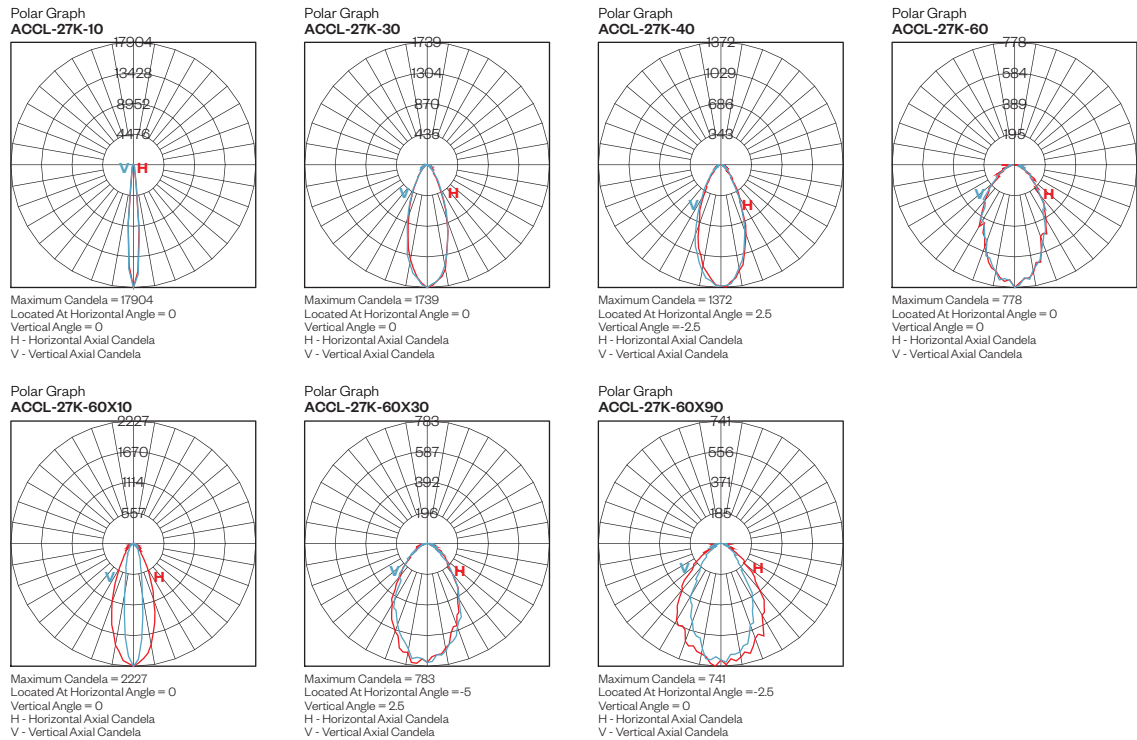 Polar Graph
ACCL-27K-10
17904
13428
8952
4476
V H
Maximum Candela = 17904
Located At Horizontal Angle = 0
Vertical Angle = 0
H - Horizontal Axial Candela
V - Vertical Axial Candela
Polar Graph
ACCL-27K-30
1739
1304
870
435
V H
Maximum Candela = 1739
Located At Horizontal Angle = 0
Vertical Angle = 0
H - Horizontal Axial Candela
V - Vertical Axial Candela
Polar Graph
ACCL-27K-40
1372
1029
686
343
V H
Maximum Candela = 1372
Located At Horizontal Angle = 2.5
Vertical Angle =-2.5
H - Horizontal Axial Candela
V - Vertical Axial Candela
Polar Graph
ACCL-27K-60
778
584
389
195
V H
Maximum Candela = 778
Located At Horizontal Angle = 0
Vertical Angle = 0
H - Horizontal Axial Candela
V - Vertical Axial Candela
Polar Graph
ACCL-27K-60X10
2227
1670
1114
557
V H
Maximum Candela = 2227
Located At Horizontal Angle = 0
Vertical Angle = 0
H - Horizontal Axial Candela
V - Vertical Axial Candela
Polar Graph
ACCL-27K-60X30
783
587
392
196
V H
Maximum Candela = 783
Located At Horizontal Angle = -5
Vertical Angle = 2.5
H - Horizontal Axial Candela
V - Vertical Axial Candela
Polar Graph
ACCL-27K-60X90
741
556
371
185
V H
Maximum Candela = 741
Located At Horizontal Angle =-2.5
Vertical Angle = 0
H - Horizontal Axial Candela
V - Vertical Axial Candela